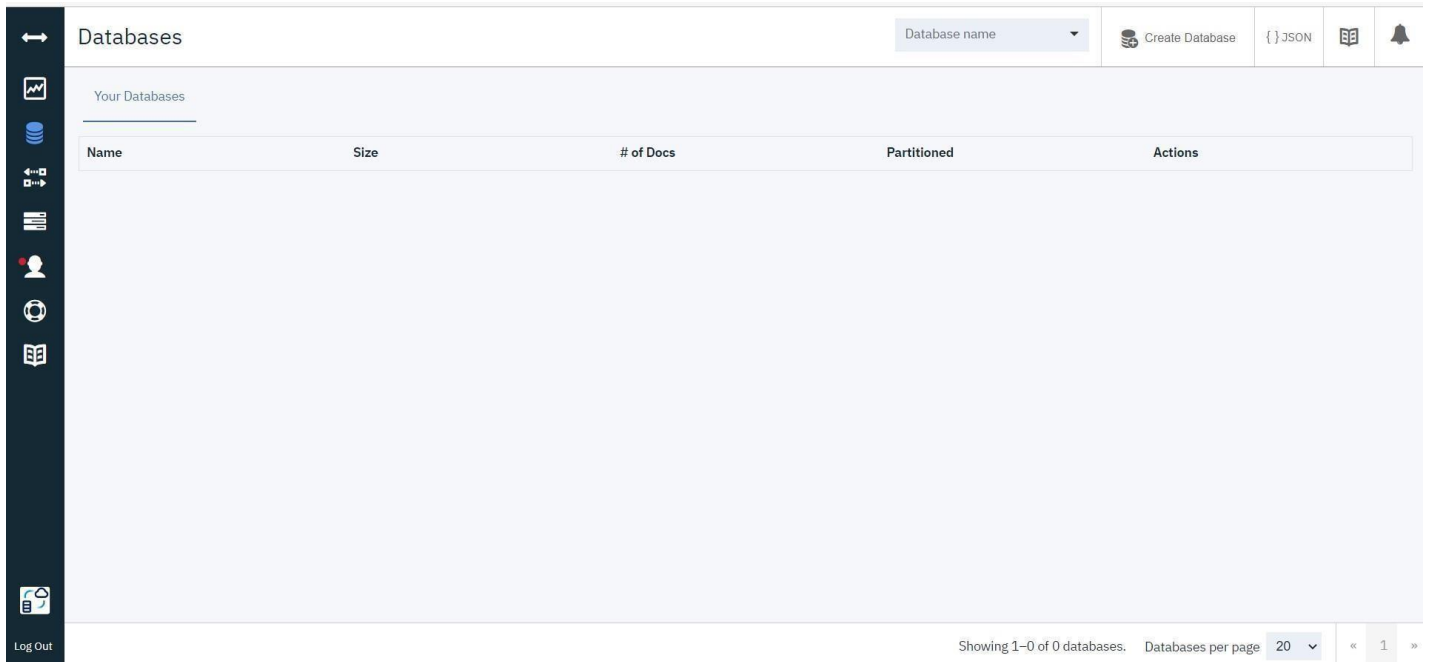 Databases
Database name
Create Database
{ } JSON
Your Databases
Name Size # of Docs Partitioned Actions
Log Out
Showing 1–0 of 0 databases. Databases per page 20 « 1 »